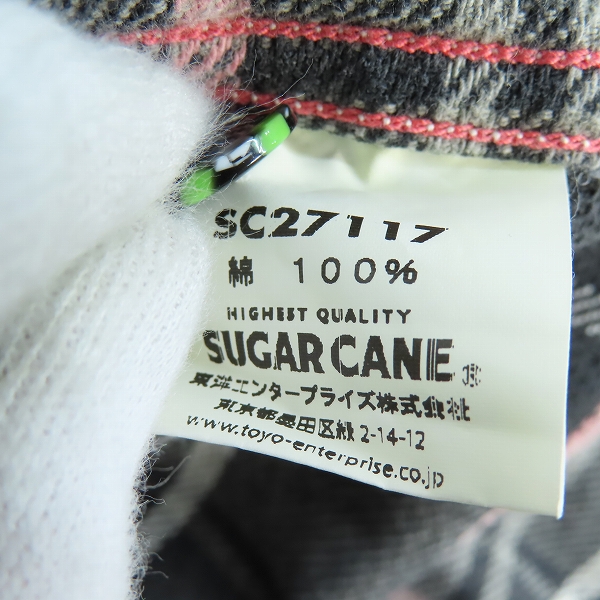 SC27117
綿 100%
HIGHEST QUALITY
SUGAR CANE
東洋エンタープライズ株式會社
東京都墨田区緑 2-14-12
www.toyo-enterprise.co.jp